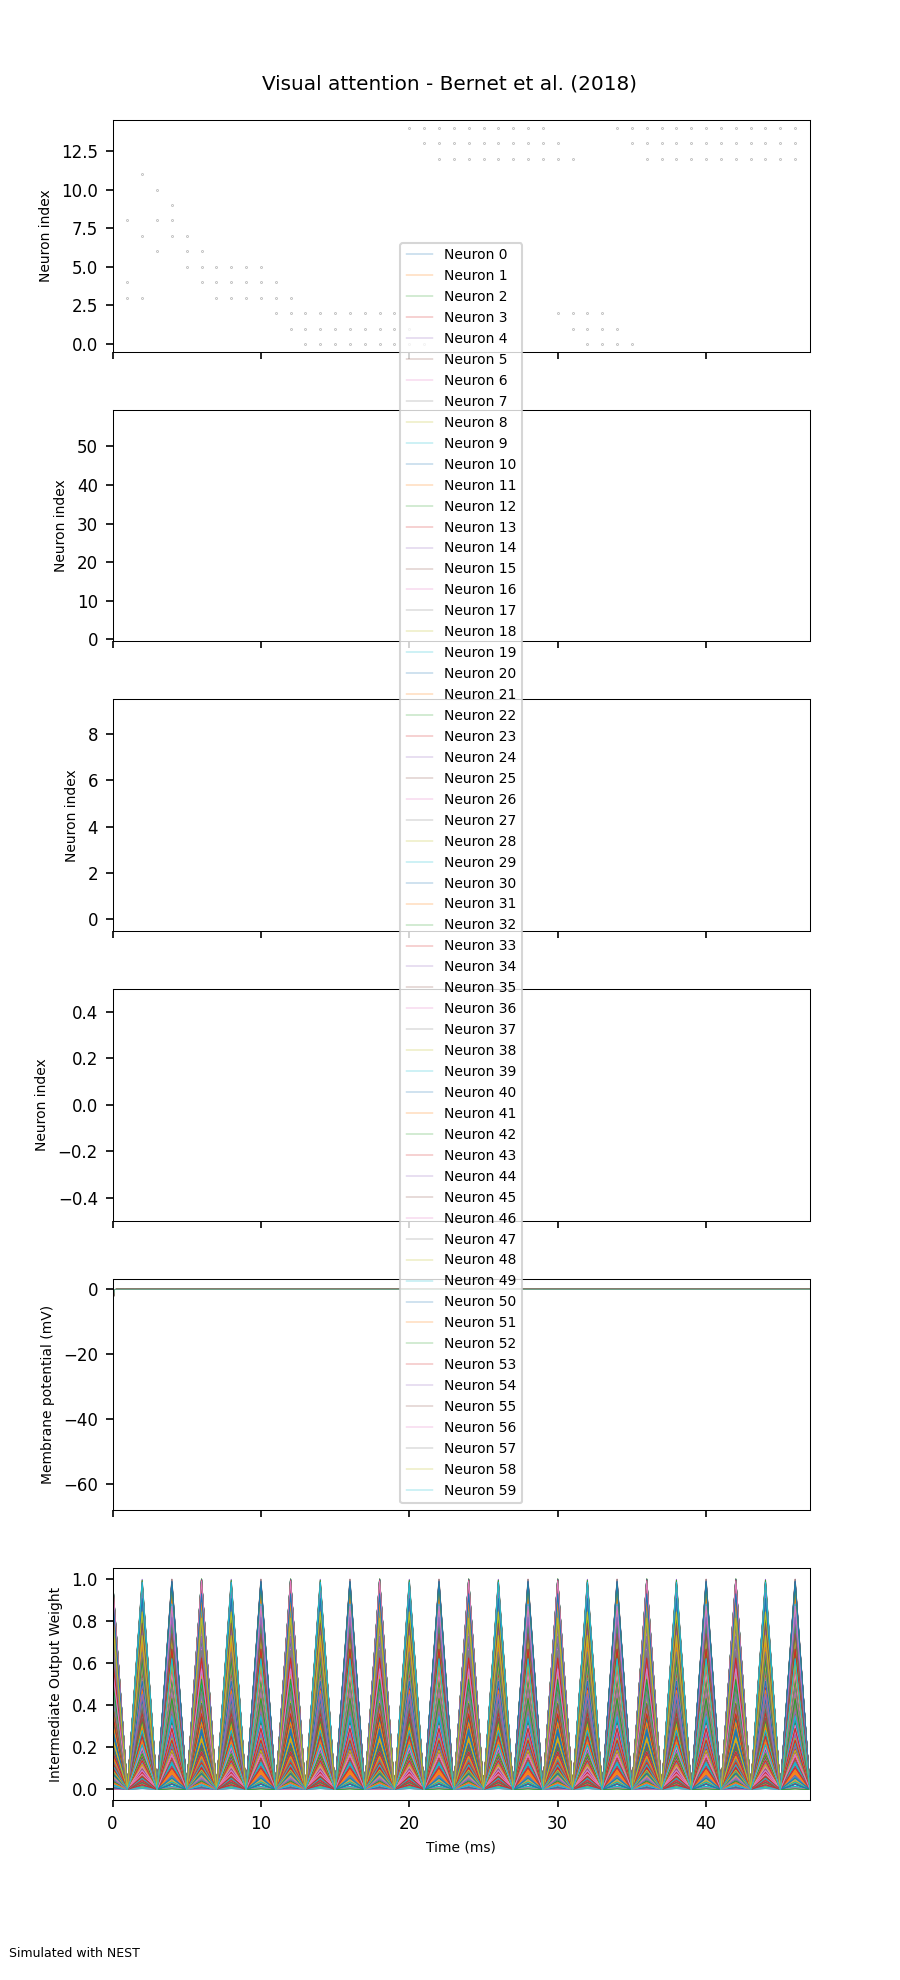 Visual attention - Bernet et al. (2018)
12.5
10.0
7.5
5.0
2.5
0.0
Neuron index
50
40
30
20
10
0
Neuron index
8
6
4
2
0
Neuron index
0.4
0.2
0.0
−0.2
−0.4
Neuron index
0
−20
−40
−60
Membrane potential (mV)
Neuron 0
Neuron 1
Neuron 2
Neuron 3
Neuron 4
Neuron 5
Neuron 6
Neuron 7
Neuron 8
Neuron 9
Neuron 10
Neuron 11
Neuron 12
Neuron 13
Neuron 14
Neuron 15
Neuron 16
Neuron 17
Neuron 18
Neuron 19
Neuron 20
Neuron 21
Neuron 22
Neuron 23
Neuron 24
Neuron 25
Neuron 26
Neuron 27
Neuron 28
Neuron 29
Neuron 30
Neuron 31
Neuron 32
Neuron 33
Neuron 34
Neuron 35
Neuron 36
Neuron 37
Neuron 38
Neuron 39
Neuron 40
Neuron 41
Neuron 42
Neuron 43
Neuron 44
Neuron 45
Neuron 46
Neuron 47
Neuron 48
Neuron 49
Neuron 50
Neuron 51
Neuron 52
Neuron 53
Neuron 54
Neuron 55
Neuron 56
Neuron 57
Neuron 58
Neuron 59
1.0
0.8
0.6
0.4
0.2
0.0
Intermediate Output Weight
0 10 20 30 40
Time (ms)
Simulated with NEST